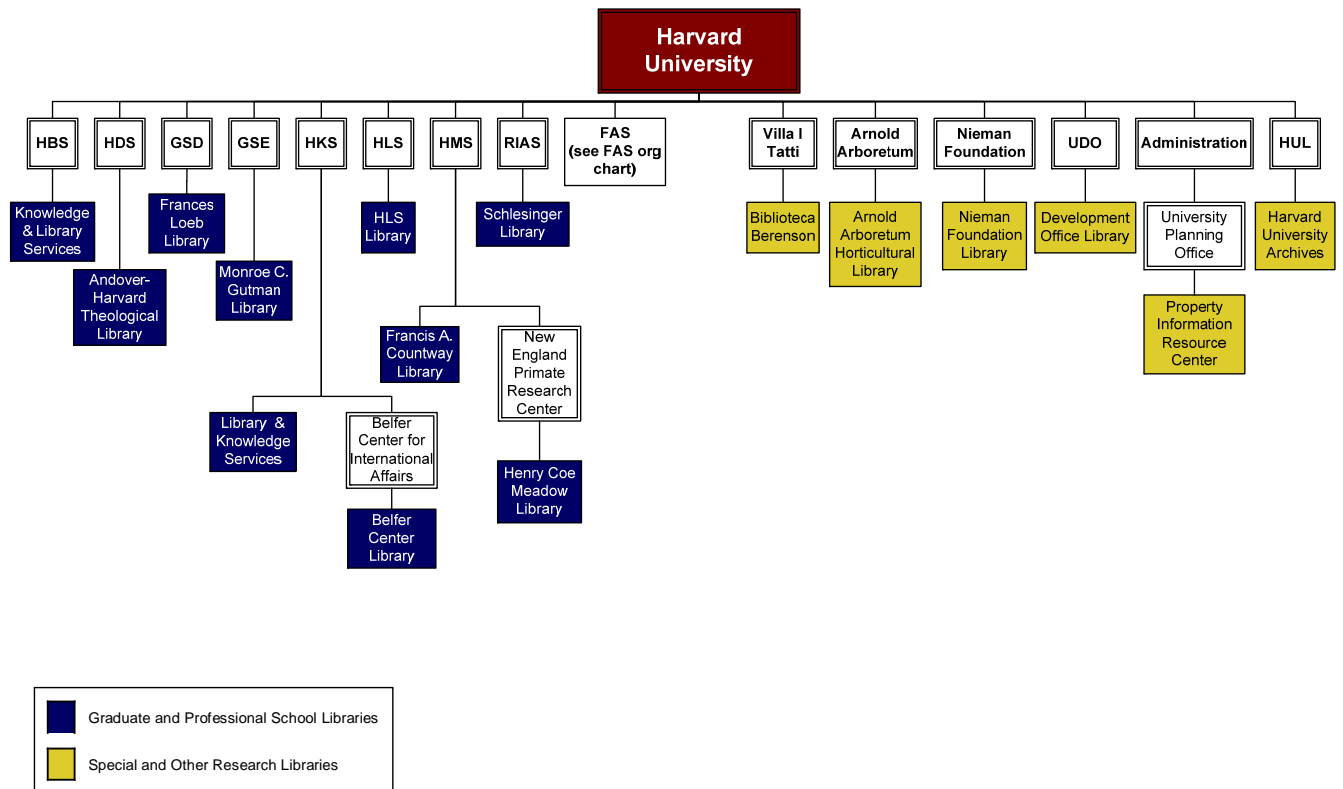 Harvard
University
HBS
HDS
GSD
GSE
HKS
HLS
HMS
RIAS
FAS
(see FAS org
chart)
Villa I
Tatti
Arnold
Arboretum
Nieman
Foundation
UDO
Administration
HUL
Knowledge
& Library
Services
Andover-
Harvard
Theological
Library
Frances
Loeb
Library
Monroe C.
Gutman
Library
HLS
Library
Schlesinger
Library
Biblioteca
Berenson
Arnold
Arboretum
Horticultural
Library
Nieman
Foundation
Library
Development
Office Library
University
Planning
Office
Harvard
University
Archives
Property
Information
Resource
Center
Francis A.
Countway
Library
New
England
Primate
Research
Center
Library &
Knowledge
Services
Belfer
Center for
International
Affairs
Henry Coe
Meadow
Library
Belfer
Center
Library
Graduate and Professional School Libraries
Special and Other Research Libraries